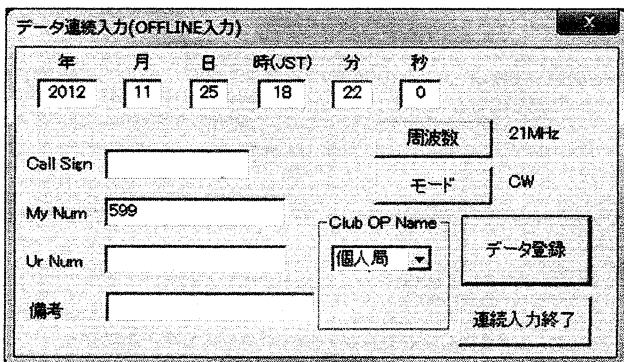 データ連続入力(OFFLINE入力)
X
年 月 日 時(JST) 分 秒
2012 11 25 18 22 0
周波数 21MHz
Call Sign
モード CW
My Num 599
Club OP Name
Ur Num
個人局
データ登録
備考
連続入力終了